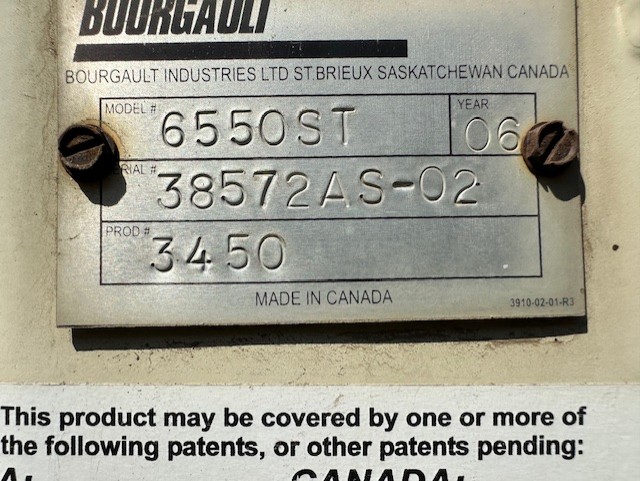 BOURGAULT
BOURGAULT INDUSTRIES LTD ST.BRIEUX SASKATCHEWAN CANADA
MODEL # 6550ST YEAR 06
RIAL # 38572AS-02
PROD # 3450
MADE IN CANADA 3910-02-01-R3
This product may be covered by one or more of
the following patents, or other patents pending:
CANADA: